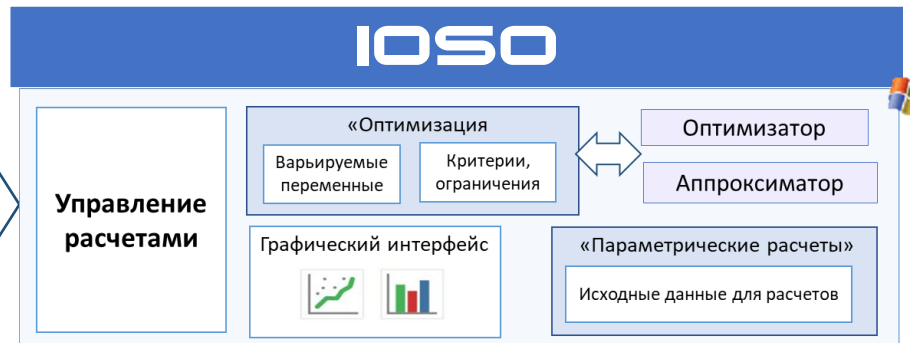 IOSO
Управление
расчетами
«Оптимизация
Варьируемые
переменные
Критерии,
ограничения
Оптимизатор
Аппроксиматор
Графический интерфейс
«Параметрические расчеты»
Исходные данные для расчетов